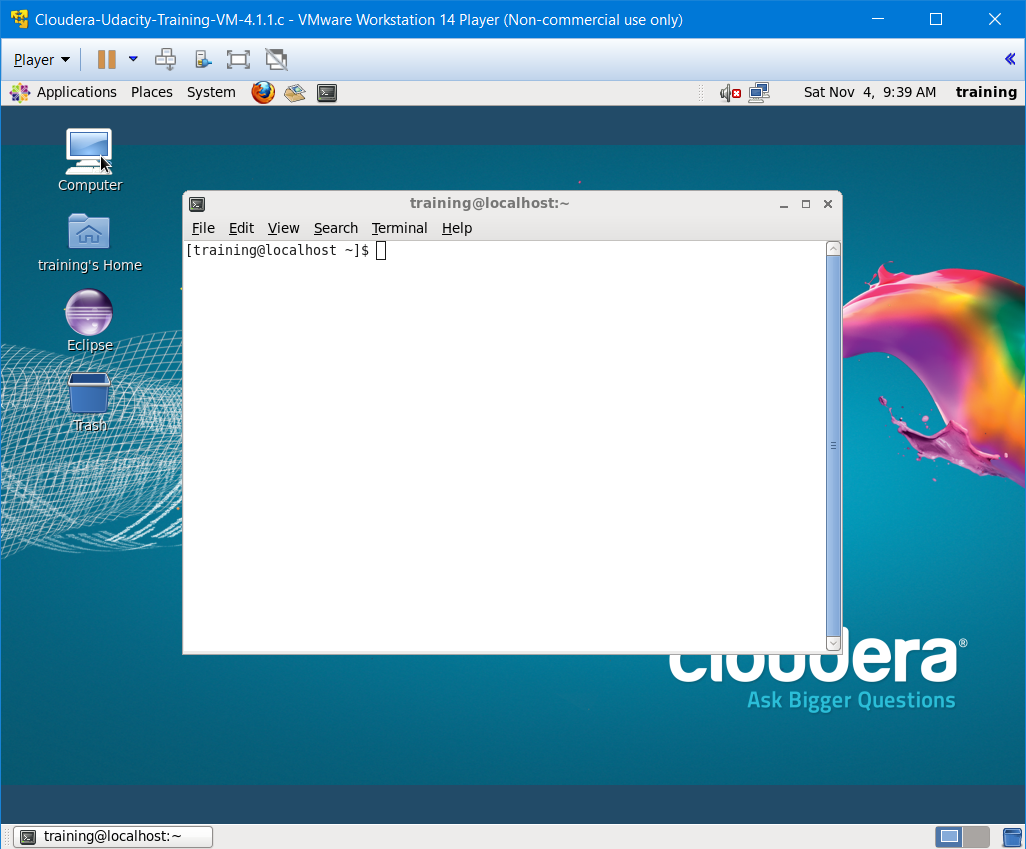 Cloudera-Udacity-Training-VM-4.1.1.c - VMware Workstation 14 Player (Non-commercial use only)
Player
Applications Places System Sat Nov 4, 9:39 AM training
Computer
training's Home
Eclipse
Trash
training@localhost:~
File Edit View Search Terminal Help
[training@localhost ~]$
cloudera®
Ask Bigger Questions
training@localhost:~